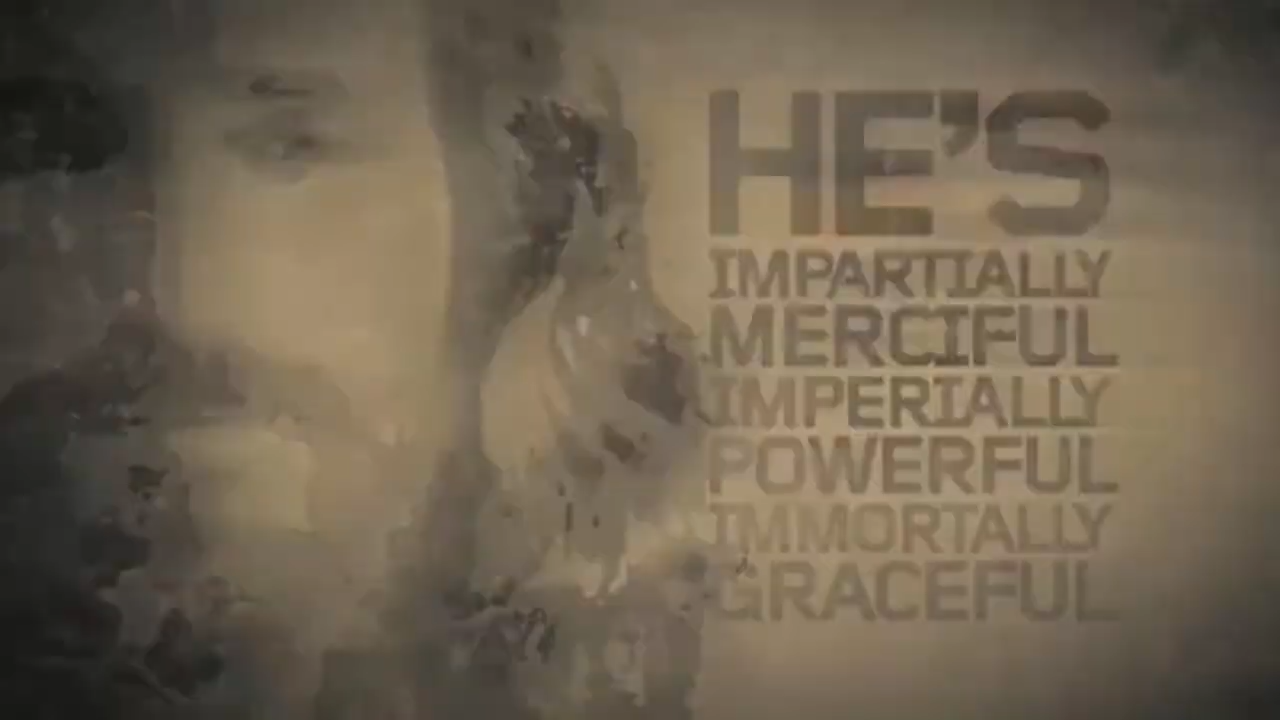 HE'S
IMPARTIALLY
MERCIFUL
IMPERIALLY
POWERFUL
IMMORTALLY
GRACEFUL